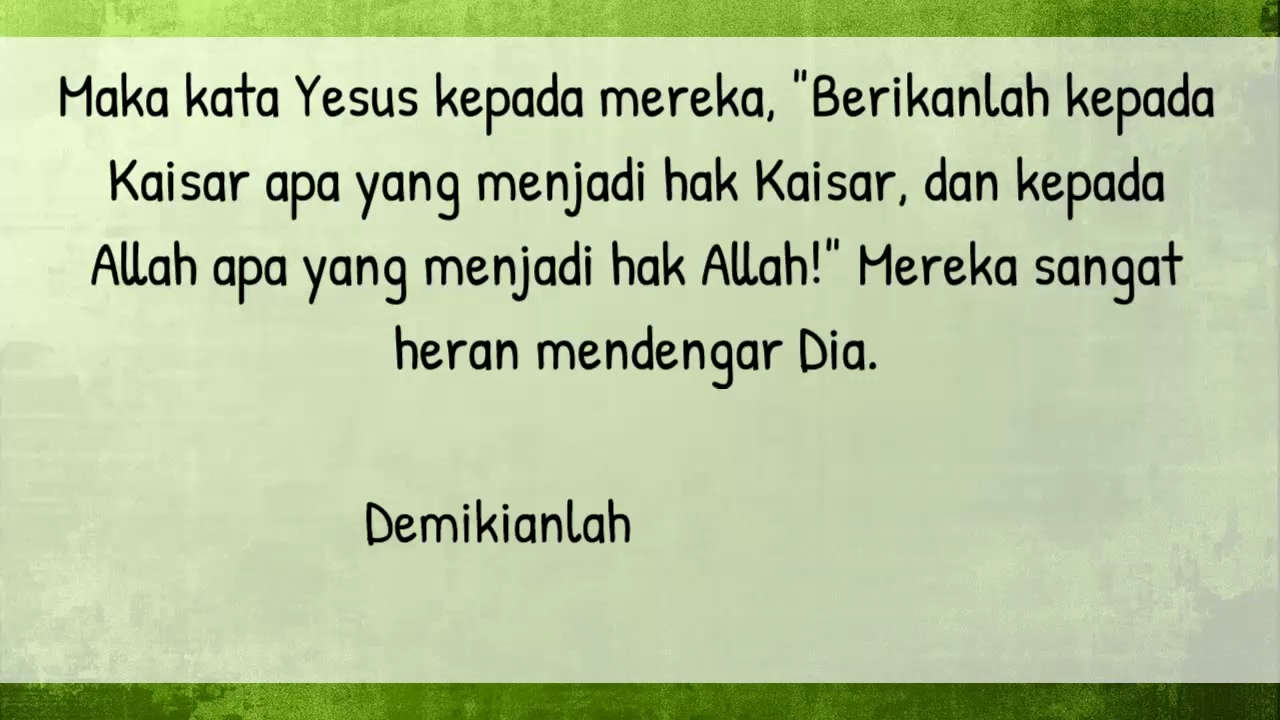 Maka kata Yesus kepada mereka, "Berikanlah kepada
Kaisar apa yang menjadi hak Kaisar, dan kepada
Allah apa yang menjadi hak Allah!" Mereka sangat
heran mendengar Dia.
Demikianlah